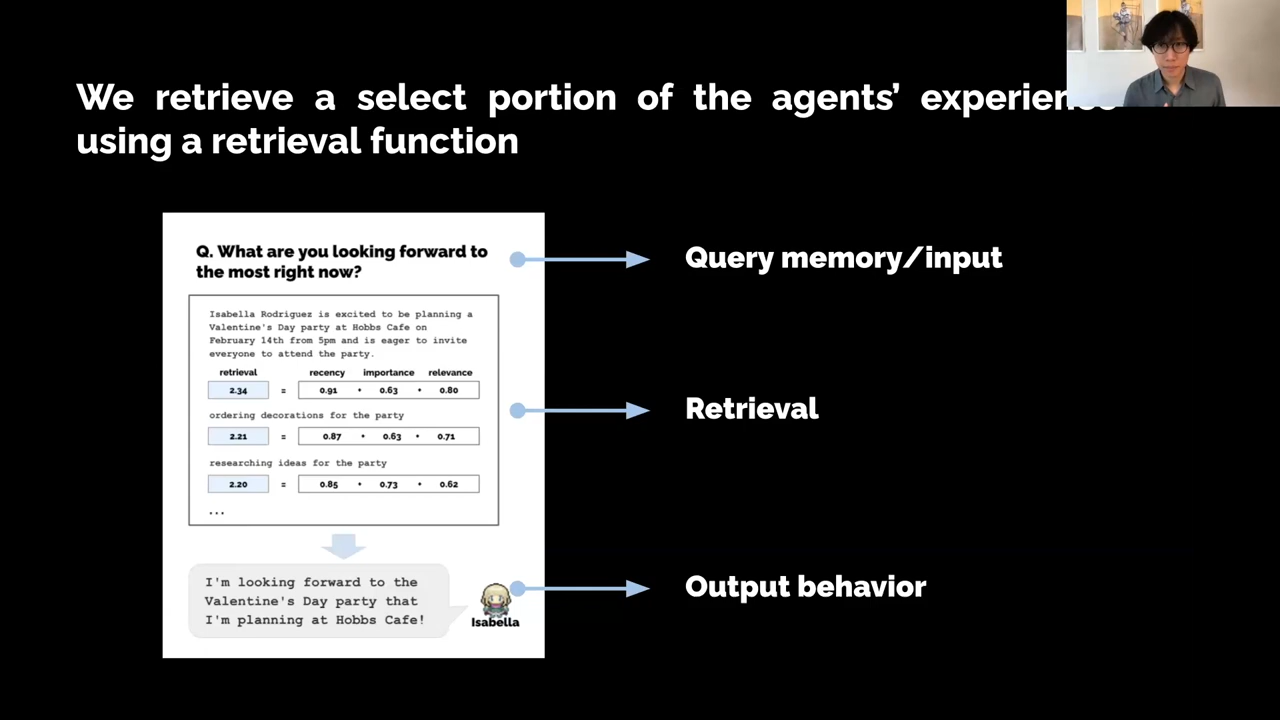 We retrieve a select portion of the agents' experience
using a retrieval function
Q. What are you looking forward to
the most right now?
Isabella Rodriguez is excited to be planning a
Valentine's Day party at Hobbs Cafe on
February 14th from 5pm and is eager to invite
everyone to attend the party.
retrieval recency importance relevance
2.34 = 0.91 • 0.63 • 0.80
ordering decorations for the party
2.21 = 0.87 • 0.63 • 0.71
researching ideas for the party
2.20 = 0.85 • 0.73 • 0.62
...
I'm looking forward to the
Valentine's Day party that
I'm planning at Hobbs Cafe!
Isabella
Query memory/input
Retrieval
Output behavior